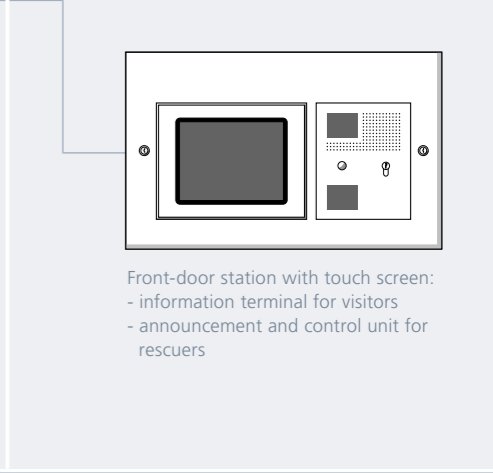 Front-door station with touch screen:
- information terminal for visitors
- announcement and control unit for
rescuers